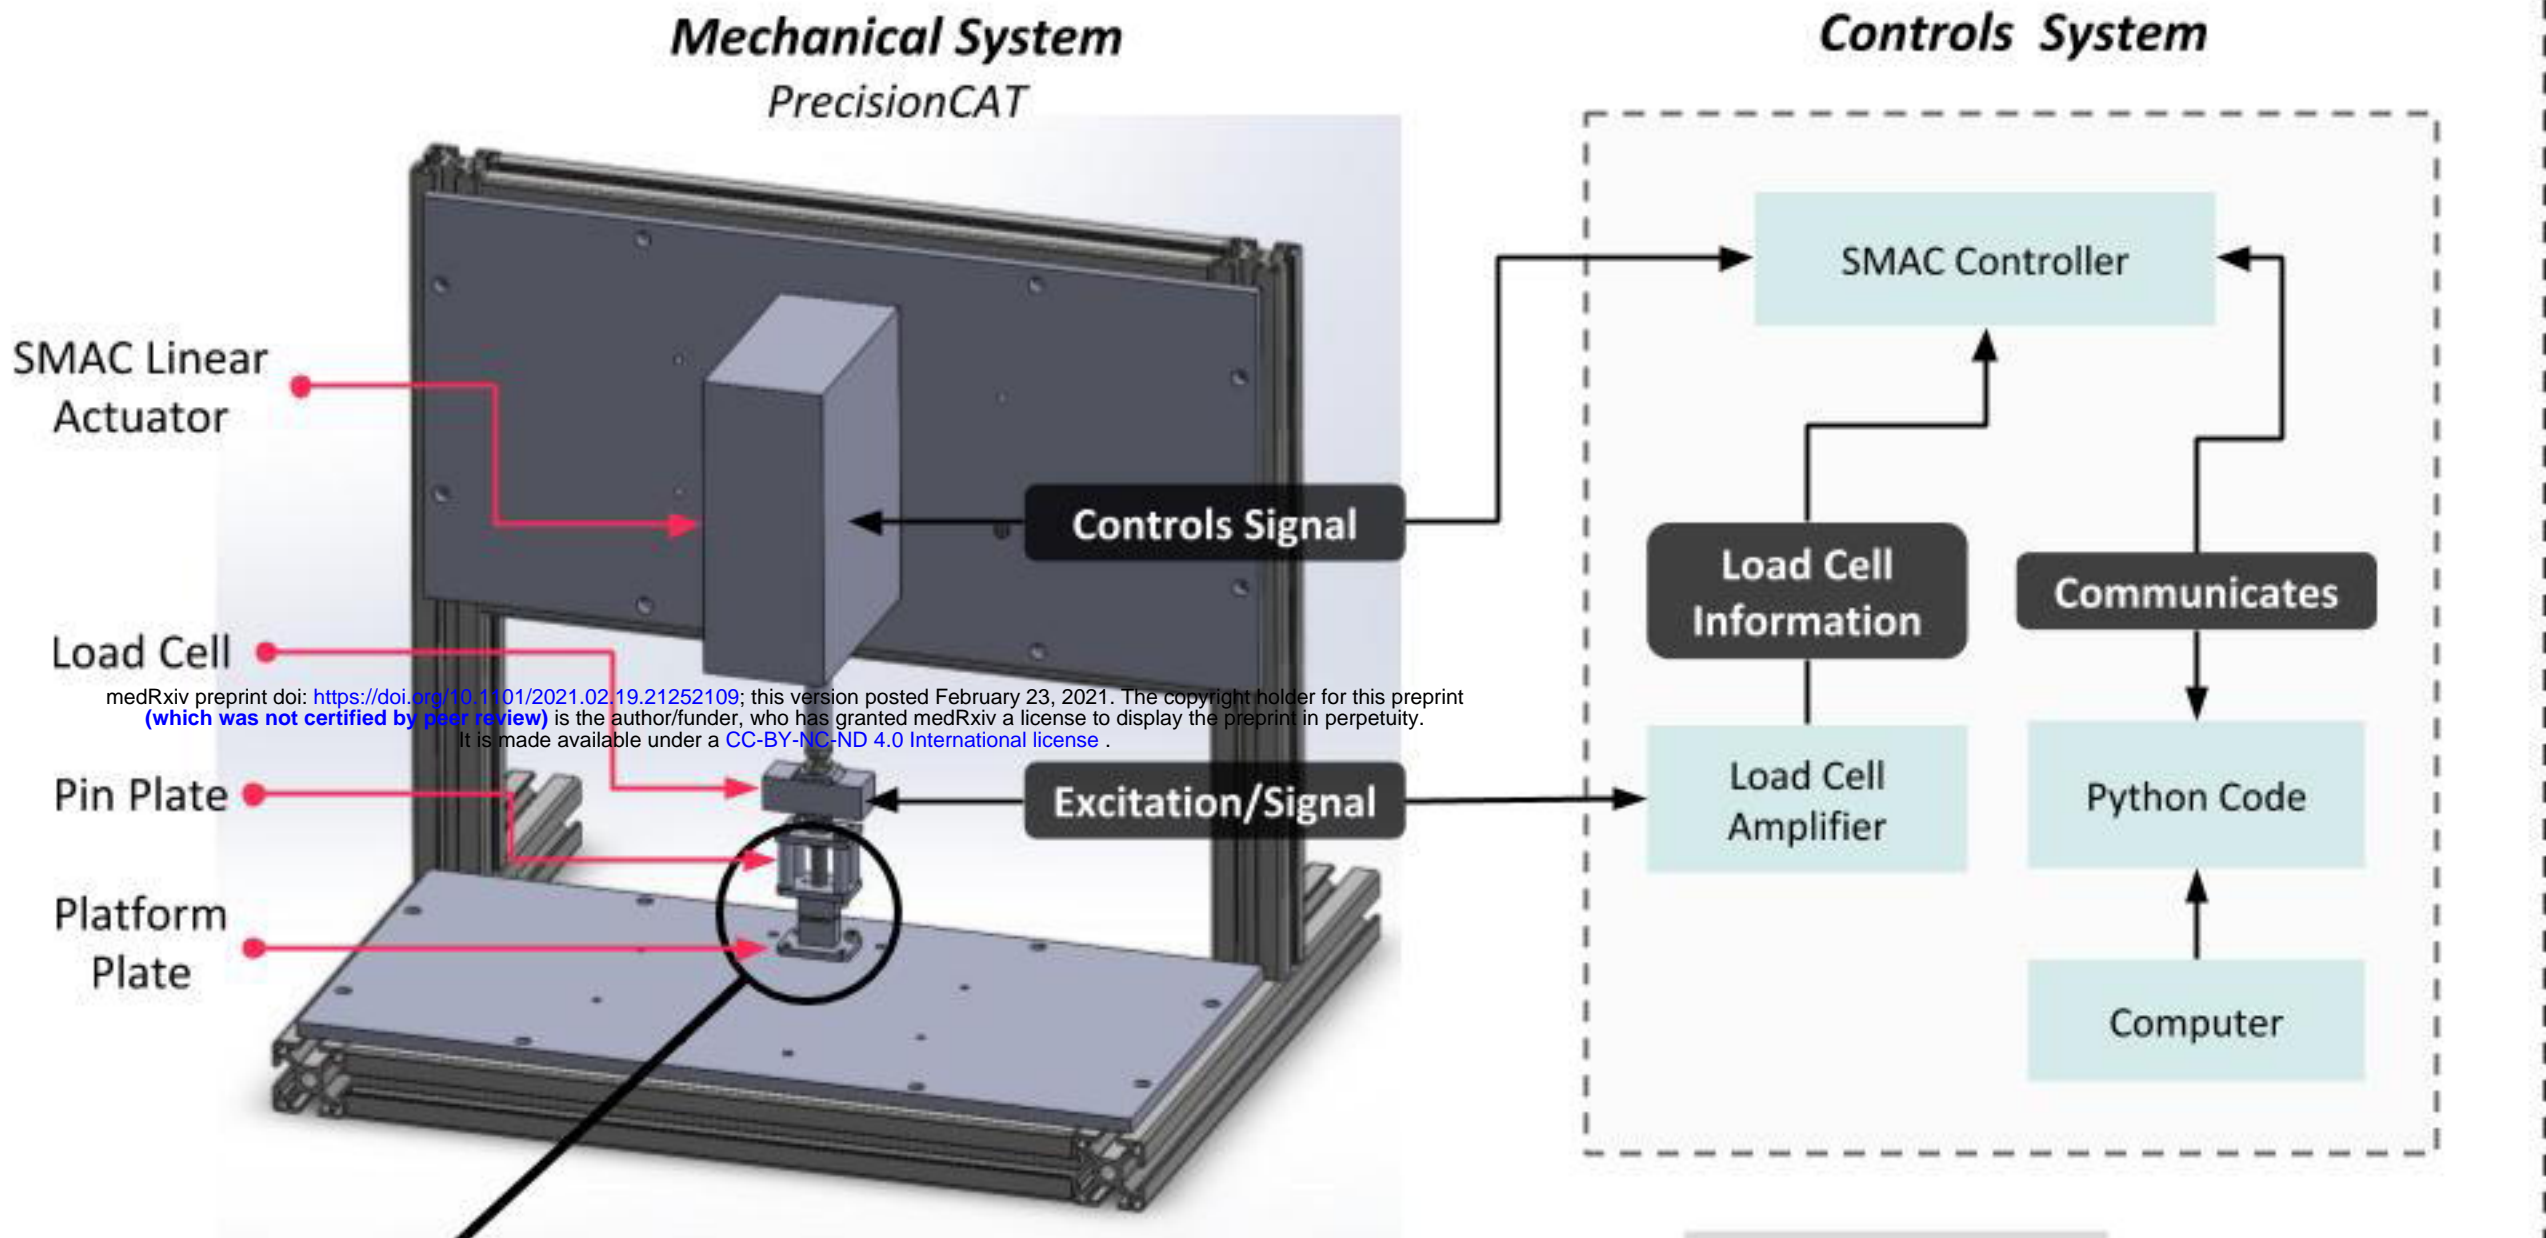 Mechanical System
PrecisionCAT
Controls System
SMAC Linear
Actuator
Load Cell
Pin Plate
Platform
Plate
Controls Signal
Excitation/Signal
SMAC Controller
Load Cell
Information
Communicates
Load Cell
Amplifier
Python Code
Computer
medRxiv preprint doi: https://doi.org/10.1101/2021.02.19.21252109; this version posted February 23, 2021. The copyright holder for this preprint
(which was not certified by peer review) is the author/funder, who has granted medRxiv a license to display the preprint in perpetuity.
It is made available under a CC-BY-NC-ND 4.0 International license .